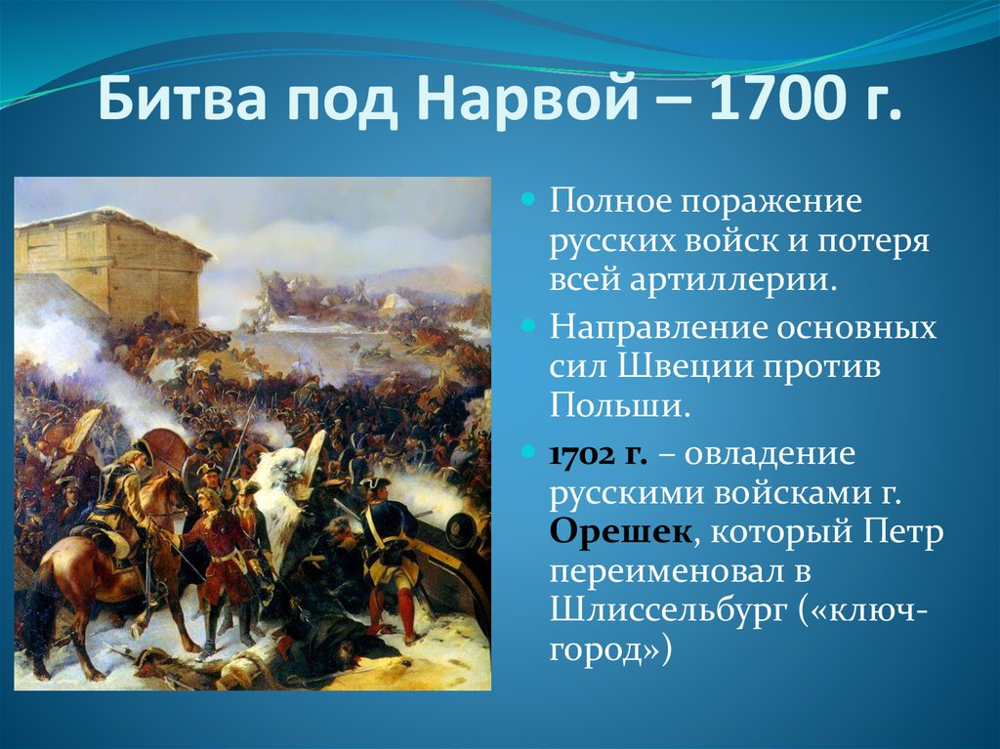 Битва под Нарвой – 1700 г.
Полное поражение
русских войск и потеря
всей артиллерии.
Направление основных
сил Швеции против
Польши.
1702 г. – овладение
русскими войсками г.
Орешек, который Петр
переименовал в
Шлиссельбург («ключ-
город»)